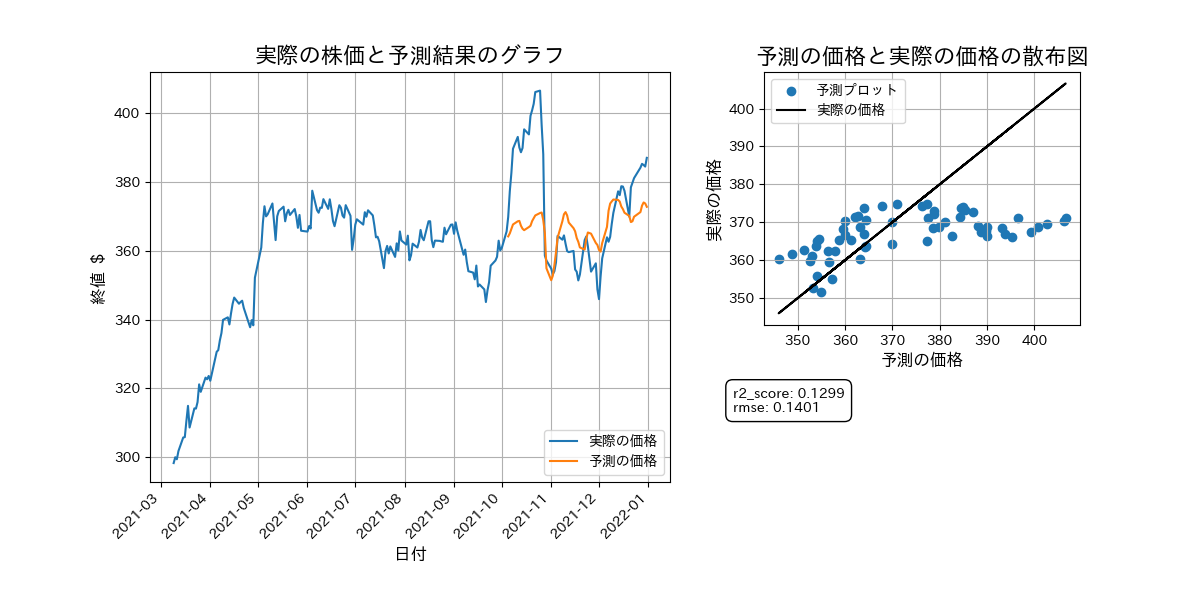 実際の株価と予測結果のグラフ
終値 $
400
380
360
340
320
300
2021-03
2021-04
2021-05
2021-06
2021-07
2021-08
2021-09
2021-10
2021-11
2021-12
2022-01
日付
実際の価格
予測の価格
予測の価格と実際の価格の散布図
実際の価格
400
390
380
370
360
350
予測プロット
実際の価格
350
360
370
380
390
400
予測の価格
r2_score: 0.1299
rmse: 0.1401